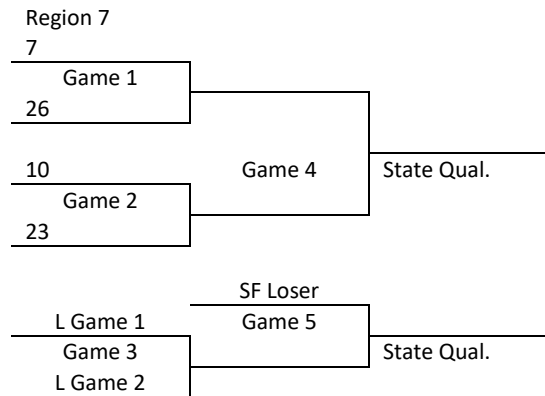 Region 7
7
Game 1
26
10
Game 4
State Qual.
Game 2
23
SF Loser
L Game 1
Game 5
Game 3
State Qual.
L Game 2